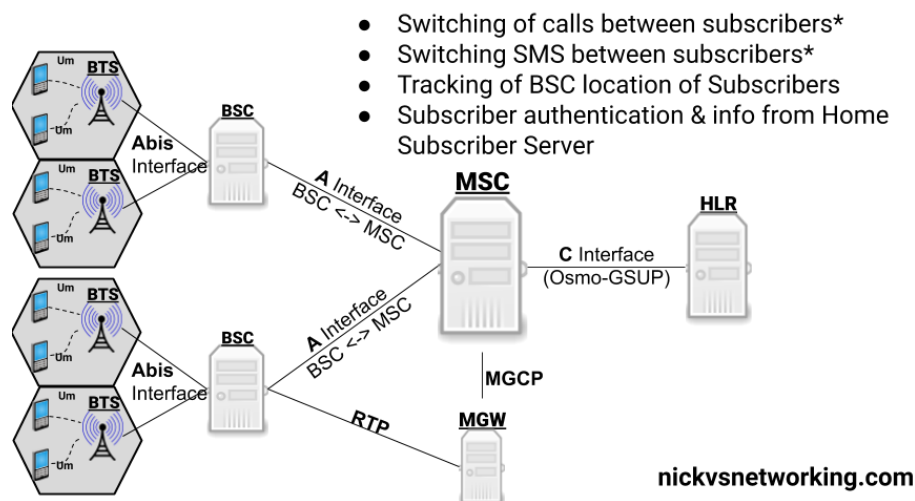 ● Switching of calls between subscribers*
● Switching SMS between subscribers*
● Tracking of BSC location of Subscribers
● Subscriber authentication & info from Home
Subscriber Server
Um
BTS
Um
Abis
Interface
Um
BTS
Um
BSC
A Interface
BSC <-> MSC
MSC
C Interface
(Osmo-GSUP)
HLR
Um
BTS
Um
Abis
Interface
Um
BTS
Um
BSC
A Interface
BSC <-> MSC
RTP
MGCP
MGW
nickvsnetworking.com